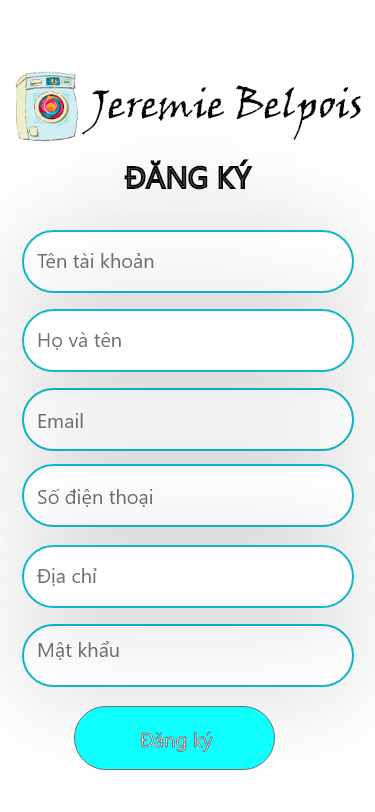 Jeremie Belpois
ĐĂNG KÝ
Tên tài khoản
Họ và tên
Email
Số điện thoại
Địa chỉ
Mật khẩu
Đăng ký